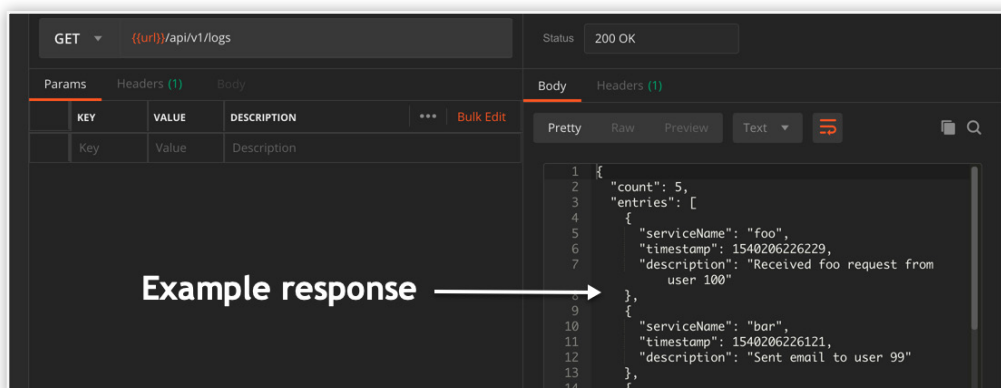 GET {{url}}/api/v1/logs
Params Headers (1) Body
KEY VALUE DESCRIPTION ••• Bulk Edit
Key Value Description
Example response
Status 200 OK
Body Headers (1)
Pretty Raw Preview Text
1 {
2 "count": 5,
3 "entries": [
4 {
5 "serviceName": "foo",
6 "timestamp": 1540206226229,
7 "description": "Received foo request from
user 100"
8 },
9 {
10 "serviceName": "bar",
11 "timestamp": 1540206226121,
12 "description": "Sent email to user 99"
13 },
14 {